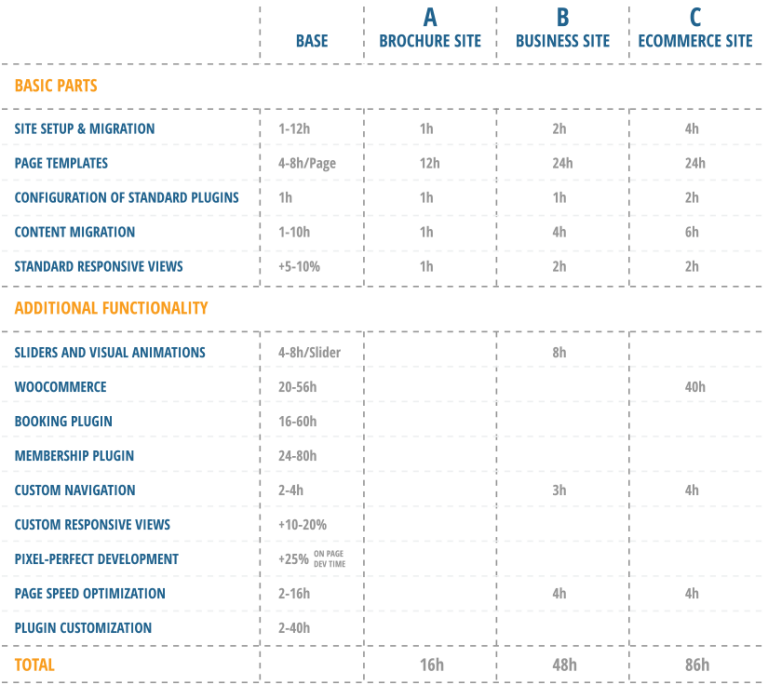 A B C
BASE BROCHURE SITE BUSINESS SITE ECOMMERCE SITE
BASIC PARTS
SITE SETUP & MIGRATION 1-12h 1h 2h 4h
PAGE TEMPLATES 4-8h/Page 12h 24h 24h
CONFIGURATION OF STANDARD PLUGINS 1h 1h 1h 2h
CONTENT MIGRATION 1-10h 1h 4h 6h
STANDARD RESPONSIVE VIEWS +5-10% 1h 2h 2h
ADDITIONAL FUNCTIONALITY
SLIDERS AND VISUAL ANIMATIONS 4-8h/Slider 8h
WOOCOMMERCE 20-56h 40h
BOOKING PLUGIN 16-60h
MEMBERSHIP PLUGIN 24-80h
CUSTOM NAVIGATION 2-4h 3h 4h
CUSTOM RESPONSIVE VIEWS +10-20%
PIXEL-PERFECT DEVELOPMENT +25% ON PAGE
DEV TIME
PAGE SPEED OPTIMIZATION 2-16h 4h 4h
PLUGIN CUSTOMIZATION 2-40h
TOTAL 16h 48h 86h